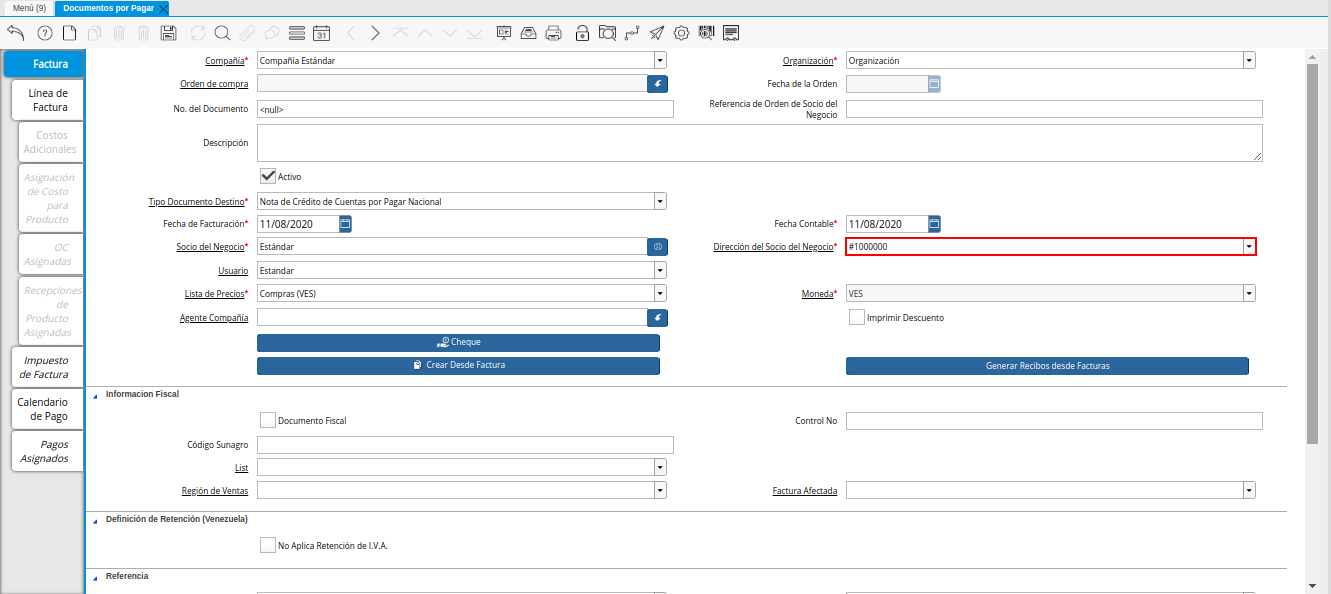 Menú (9)
Documentos por Pagar
31
Factura
Línea de
Factura
Costos
Adicionales
Asignación
de Costo
para
Producto
OC
Asignadas
Recepciones
de
Producto
Asignadas
Impuesto
de Factura
Calendario
de Pago
Pagos
Asignados
Compañía* Compañía Estándar
Organización* Organización
Orden de compra
Fecha de la Orden
No. del Documento <null>
Referencia de Orden de Socio del
Negocio
Descripción
Activo
Tipo Documento Destino* Nota de Crédito de Cuentas por Pagar Nacional
Fecha de Facturación* 11/08/2020
Fecha Contable* 11/08/2020
Socio del Negocio* Estándar
Dirección del Socio del Negocio* #1000000
Usuario Estandar
Lista de Precios* Compras (VES)
Moneda* VES
Agente Compañía
Imprimir Descuento
Cheque
Crear Desde Factura
Generar Recibos desde Facturas
Informacion Fiscal
Documento Fiscal
Control No
Código Sunagro
List
Región de Ventas
Factura Afectada
Definición de Retención (Venezuela)
No Aplica Retención de I.V.A.
Referencia